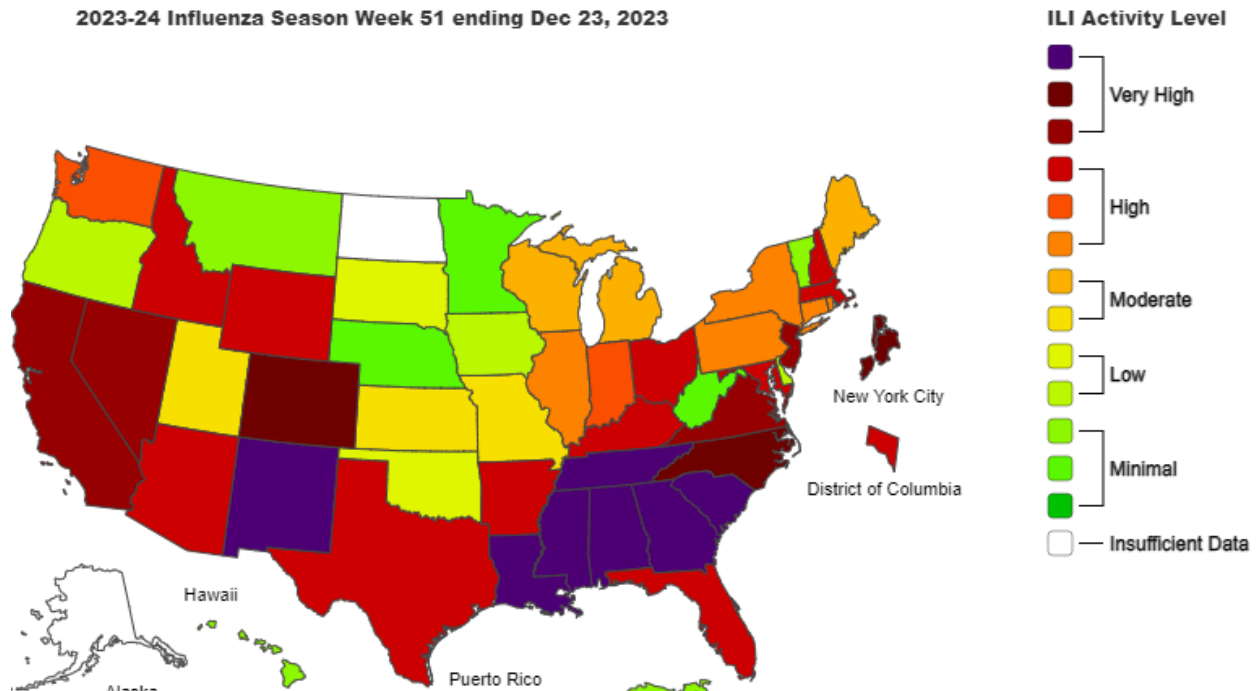 2023-24 Influenza Season Week 51 ending Dec 23, 2023
ILI Activity Level
Very High
High
Moderate
Low
Minimal
Insufficient Data
New York City
District of Columbia
Hawaii
Puerto Rico
Alaska